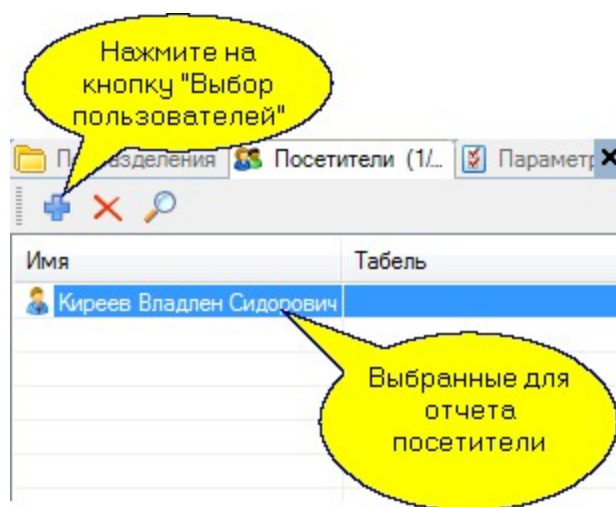 Нажмите на
кнопку "Выбор
пользователей"
Посетители (1/...
Параметр
Имя Табель
Киреев Владлен Сидорович
Выбранные для
отчета
посетители